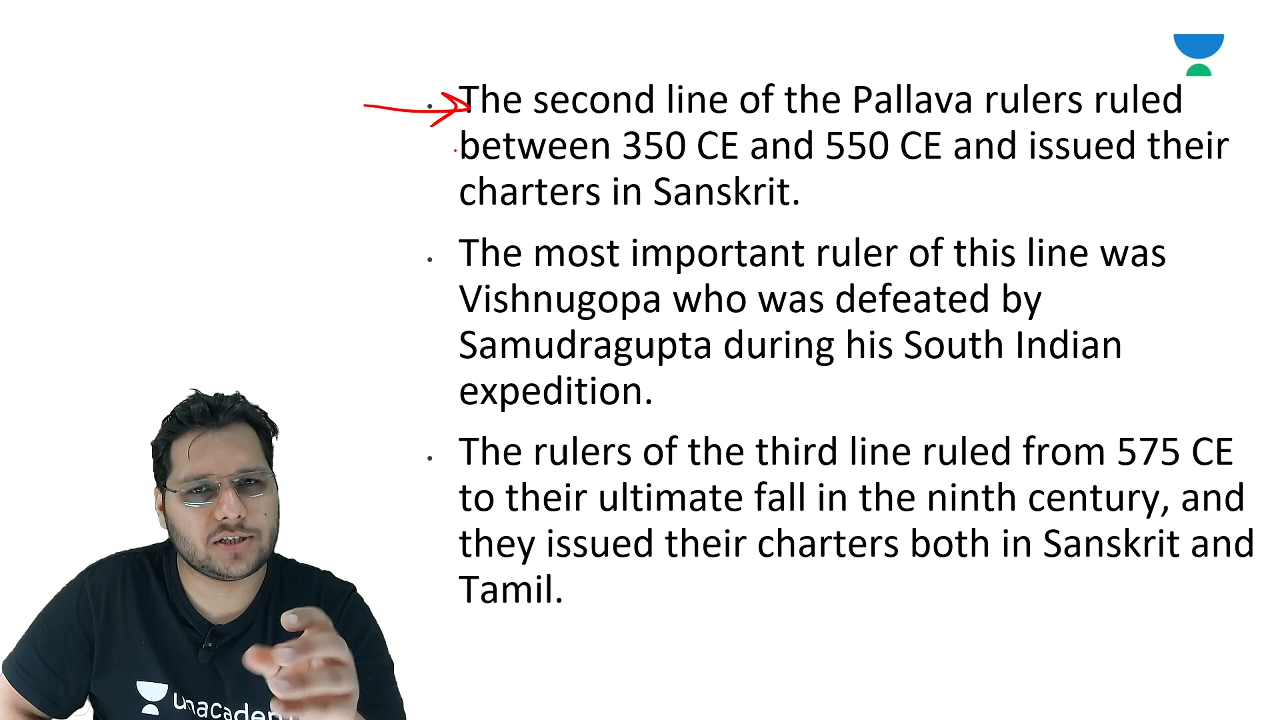 The second line of the Pallava rulers ruled
between 350 CE and 550 CE and issued their
charters in Sanskrit.
The most important ruler of this line was
Vishnugopa who was defeated by
Samudragupta during his South Indian
expedition.
The rulers of the third line ruled from 575 CE
to their ultimate fall in the ninth century, and
they issued their charters both in Sanskrit and
Tamil.